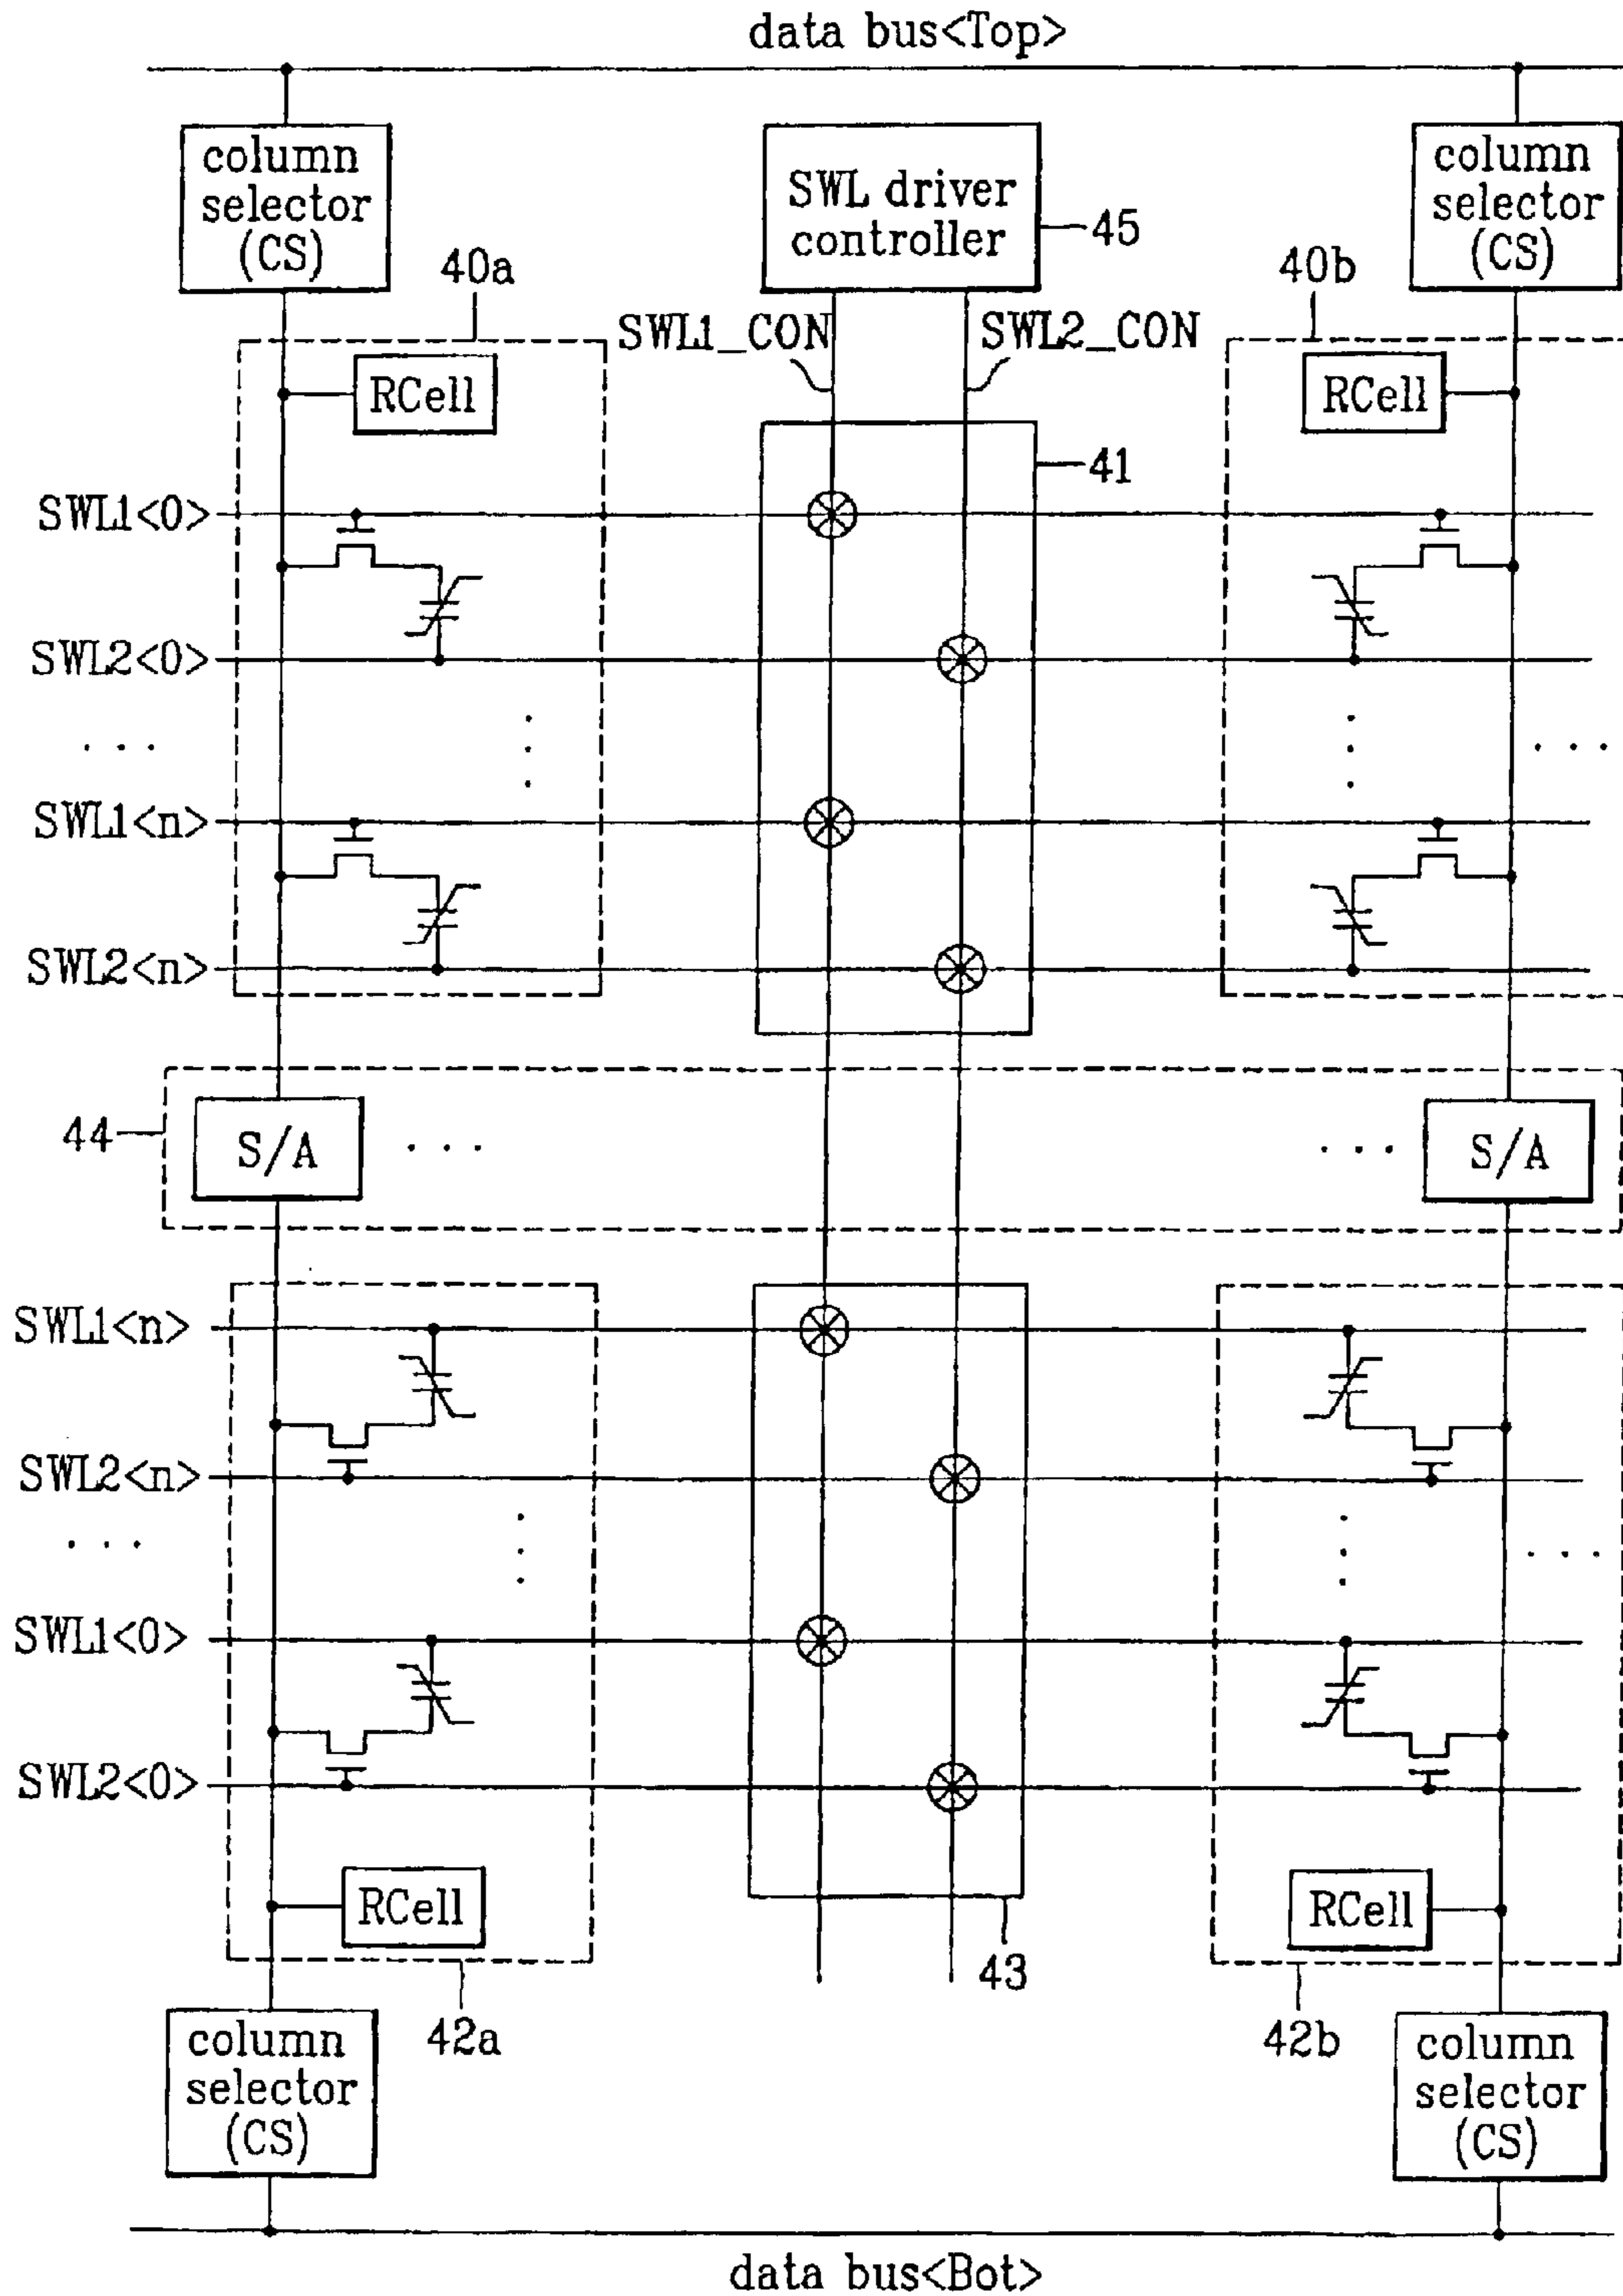 data bus<Top>
column
selector
(CS)
SWL driver
controller
45
column
selector
(CS)
40a
40b
SWL1_CON
SWL2_CON
RCell
RCell
41
SWL1<0>
SWL2<0>
. . .
. . .
SWL1<n>
SWL2<n>
44
S/A
. . .
. . .
S/A
SWL1<n>
SWL2<n>
. . .
. . .
SWL1<0>
SWL2<0>
RCell
RCell
43
42a
42b
column
selector
(CS)
column
selector
(CS)
data bus<Bot>